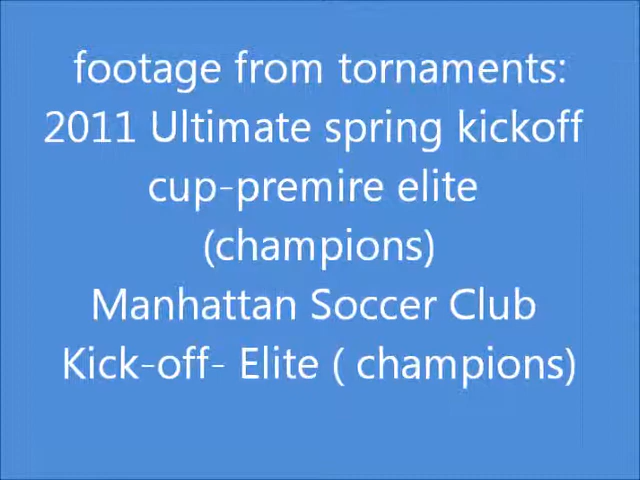 footage from tornaments:
2011 Ultimate spring kickoff
cup-premire elite
(champions)
Manhattan Soccer Club
Kick-off- Elite ( champions)